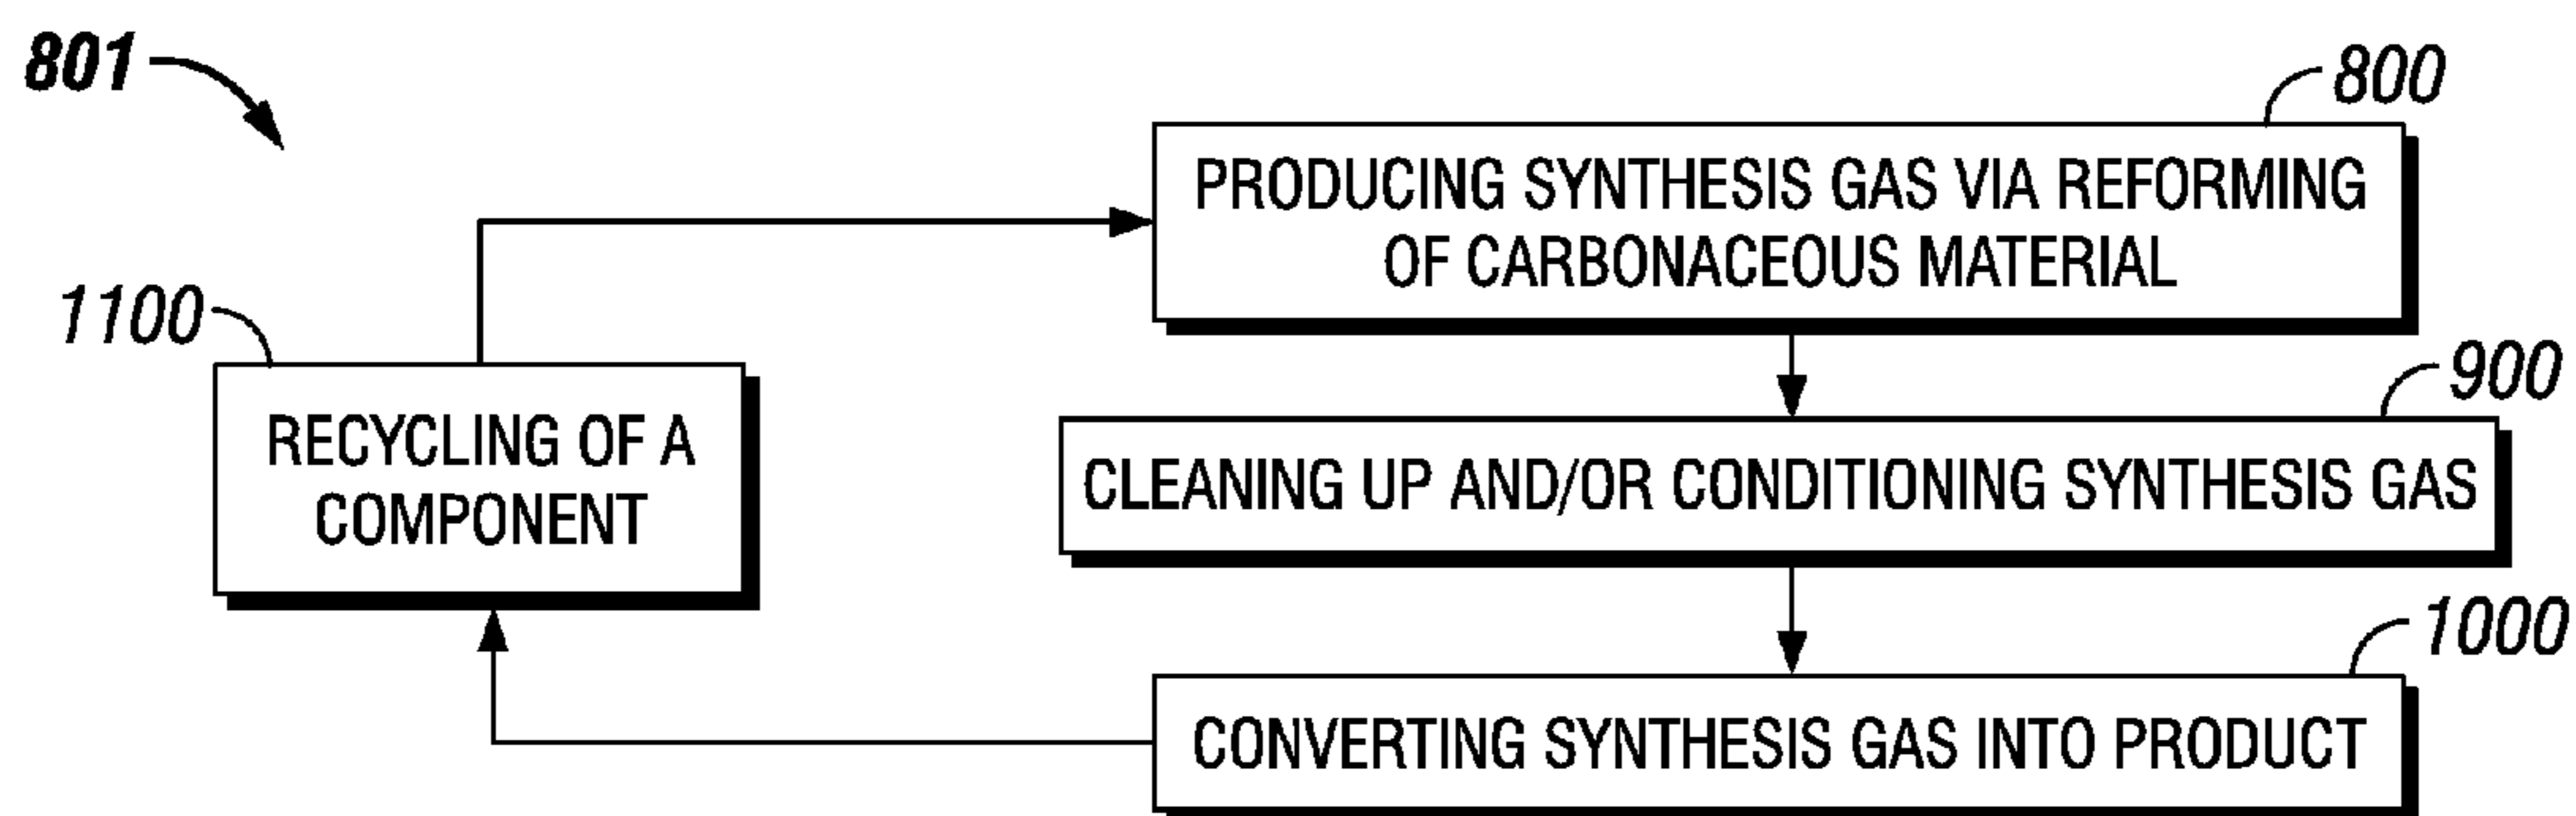 801
800
PRODUCING SYNTHESIS GAS VIA REFORMING
OF CARBONACEOUS MATERIAL
1100
RECYCLING OF A
COMPONENT
900
CLEANING UP AND/OR CONDITIONING SYNTHESIS GAS
1000
CONVERTING SYNTHESIS GAS INTO PRODUCT